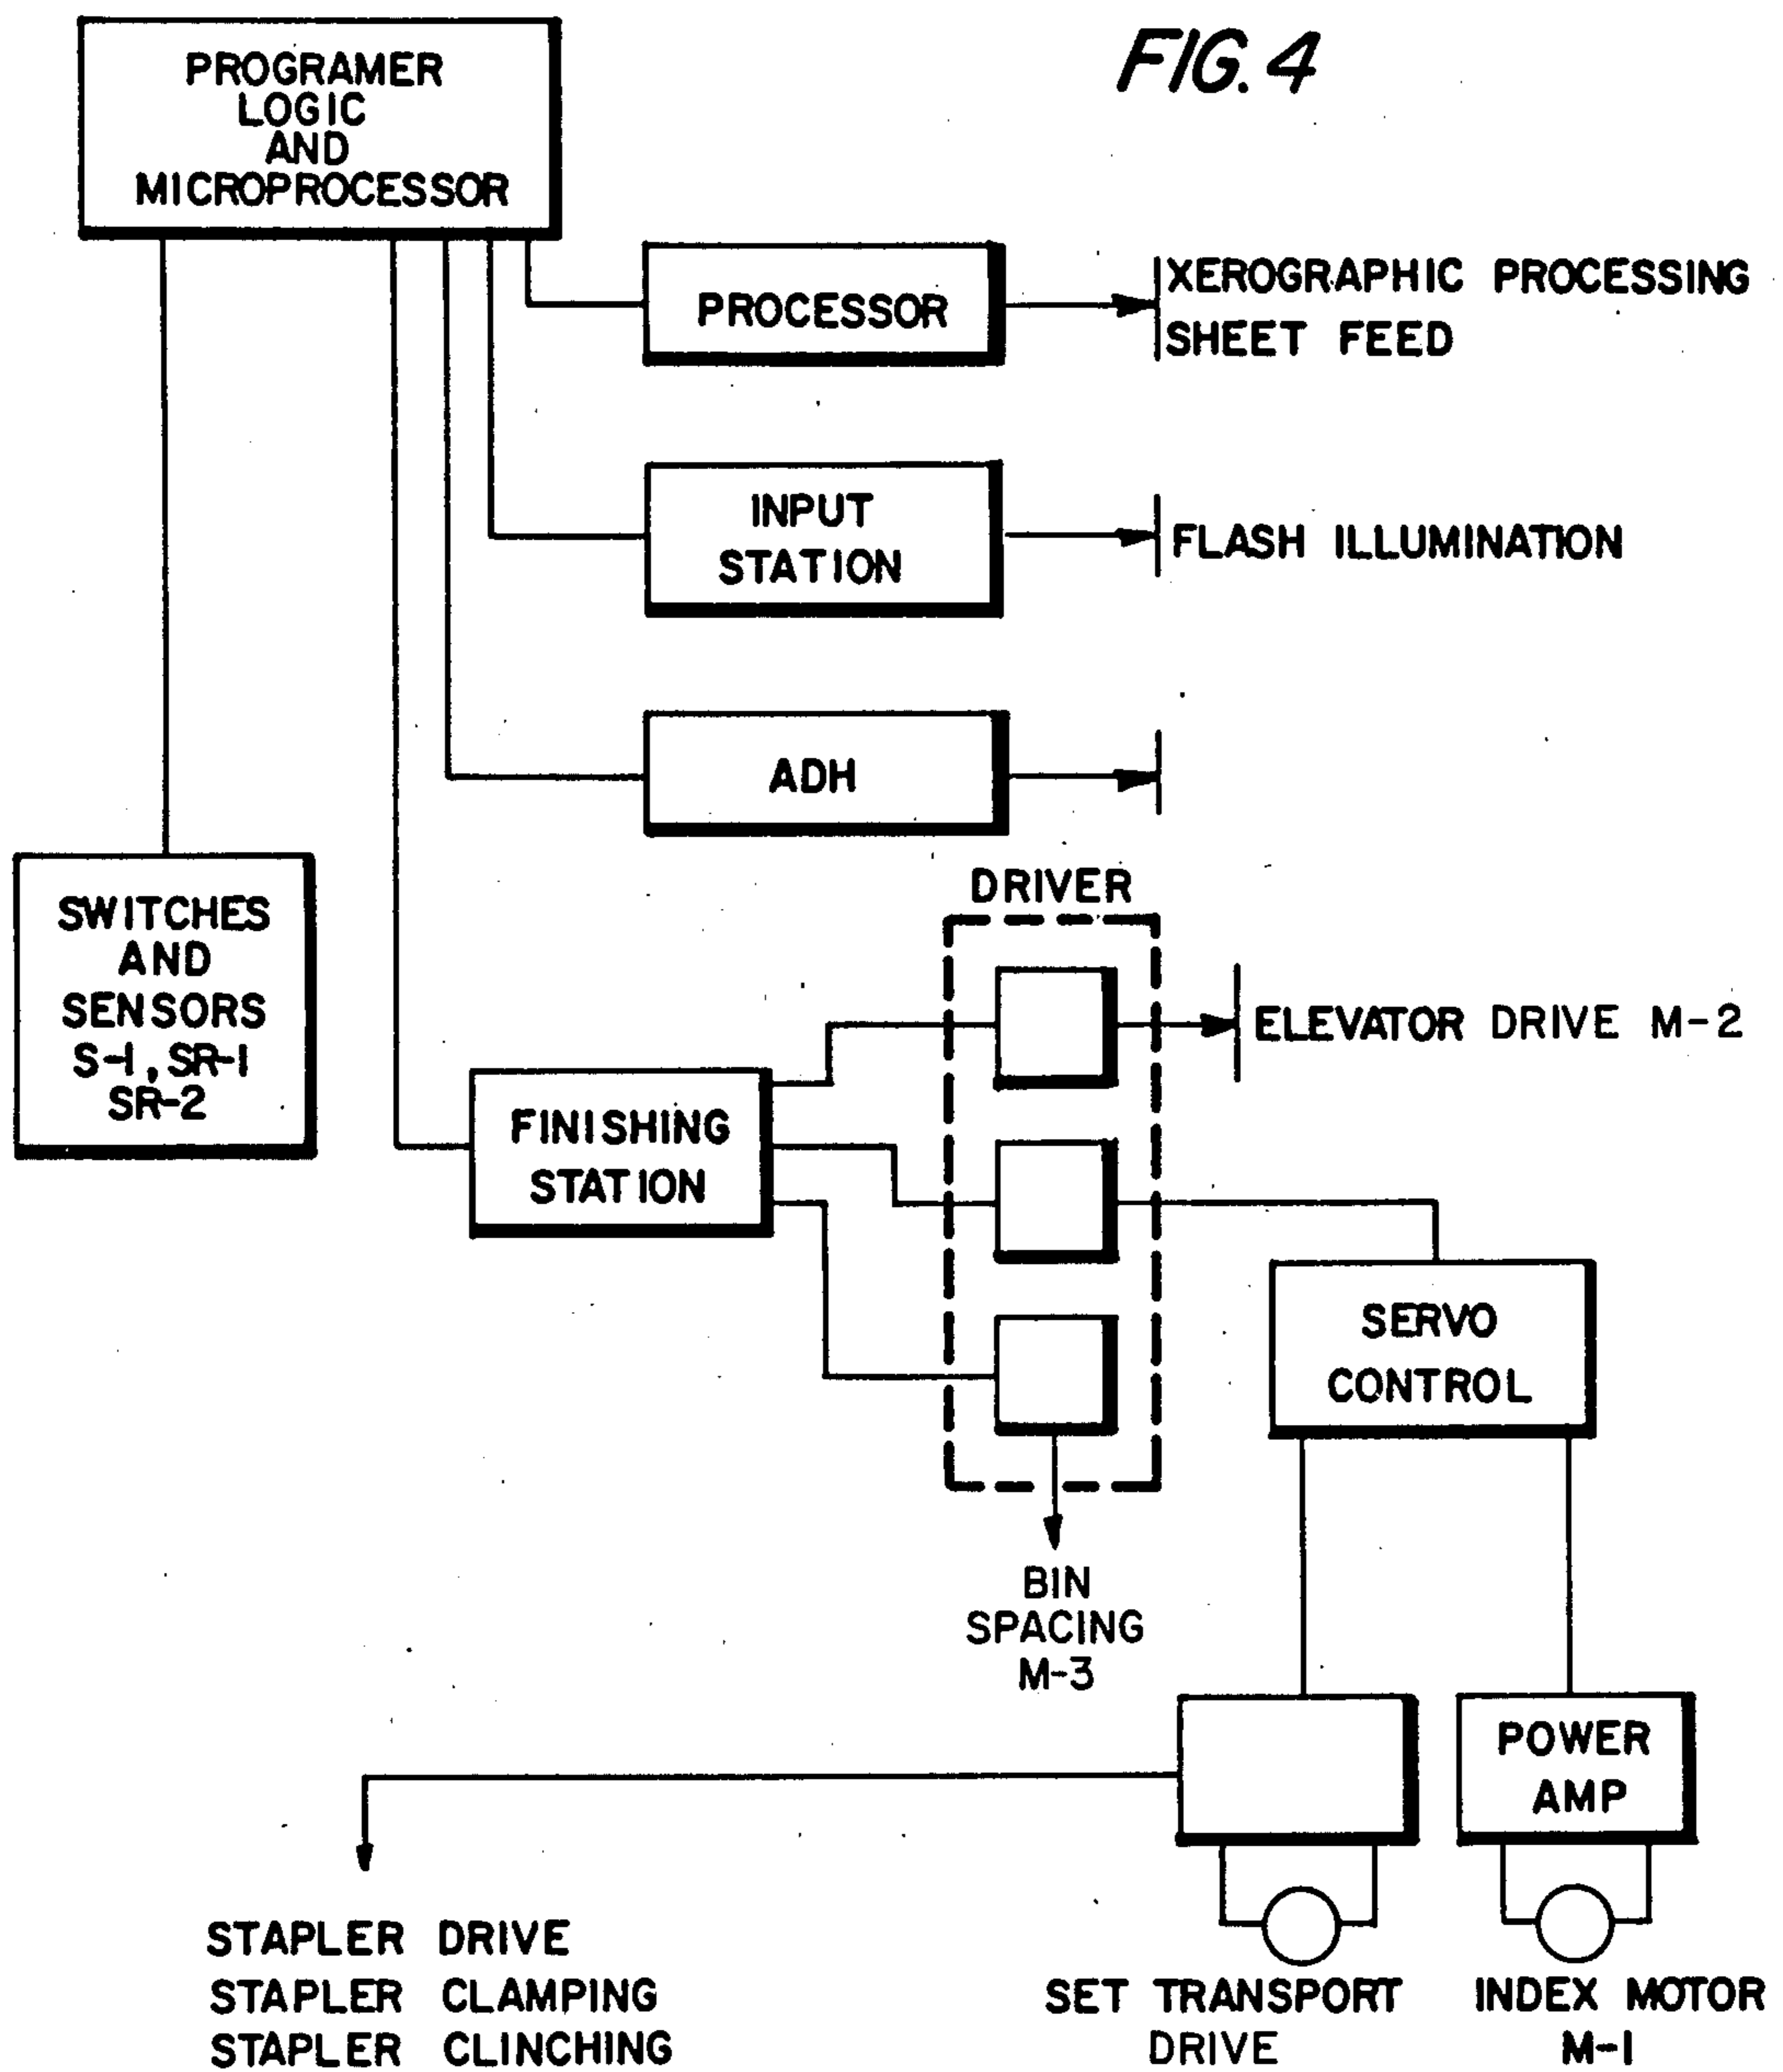 FIG. 4
PROGRAMER
LOGIC
AND
MICROPROCESSOR
PROCESSOR
XEROGRAPHIC PROCESSING
SHEET FEED
INPUT
STATION
FLASH ILLUMINATION
ADH
SWITCHES
AND
SENSORS
S-1, SR-1
SR-2
DRIVER
ELEVATOR DRIVE M-2
FINISHING
STATION
SERVO
CONTROL
BIN
SPACING
M-3
POWER
AMP
STAPLER DRIVE
STAPLER CLAMPING
STAPLER CLINCHING
SET TRANSPORT
DRIVE
INDEX MOTOR
M-1